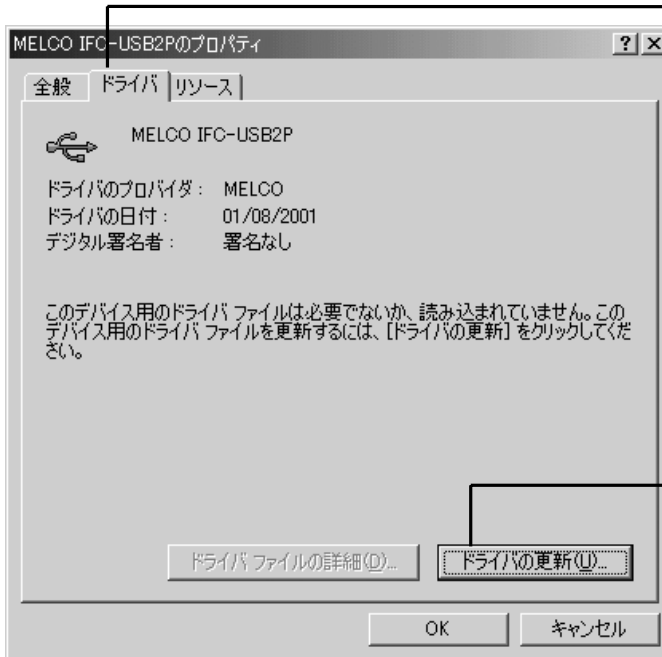 MELCO IFC-USB2Pのプロパティ
全般 ドライバ リソース
MELCO IFC-USB2P
ドライバのプロバイダ： MELCO
ドライバの日付： 01/08/2001
デジタル署名者： 署名なし
このデバイス用のドライバ ファイルは必要でないか、読み込まれていません。この
デバイス用のドライバ ファイルを更新するには、[ドライバの更新] をクリックしてくだ
さい。
ドライバ ファイルの詳細(D)... ドライバの更新(U)...
OK キャンセル